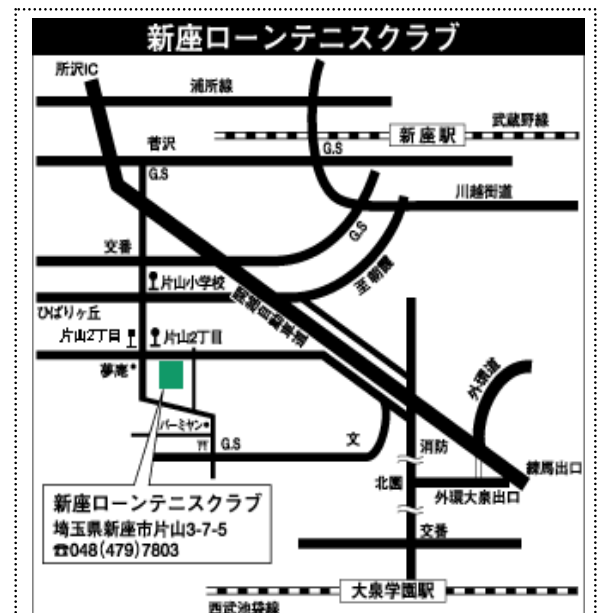 新座ローンテニスクラブ
所沢IC
浦所線
武蔵野線
新座駅
菅沢
G.S
G.S
川越街道
G.S
交番
片山小学校
至朝霞
関越自動車道
ひばりヶ丘
片山2丁目
片山2丁目
夢庵
外環道
バーミヤン
G.S
文
消防
練馬出口
北園
外環大泉出口
新座ローンテニスクラブ
埼玉県新座市片山3-7-5
☎048(479)7803
交番
大泉学園駅
西武池袋線